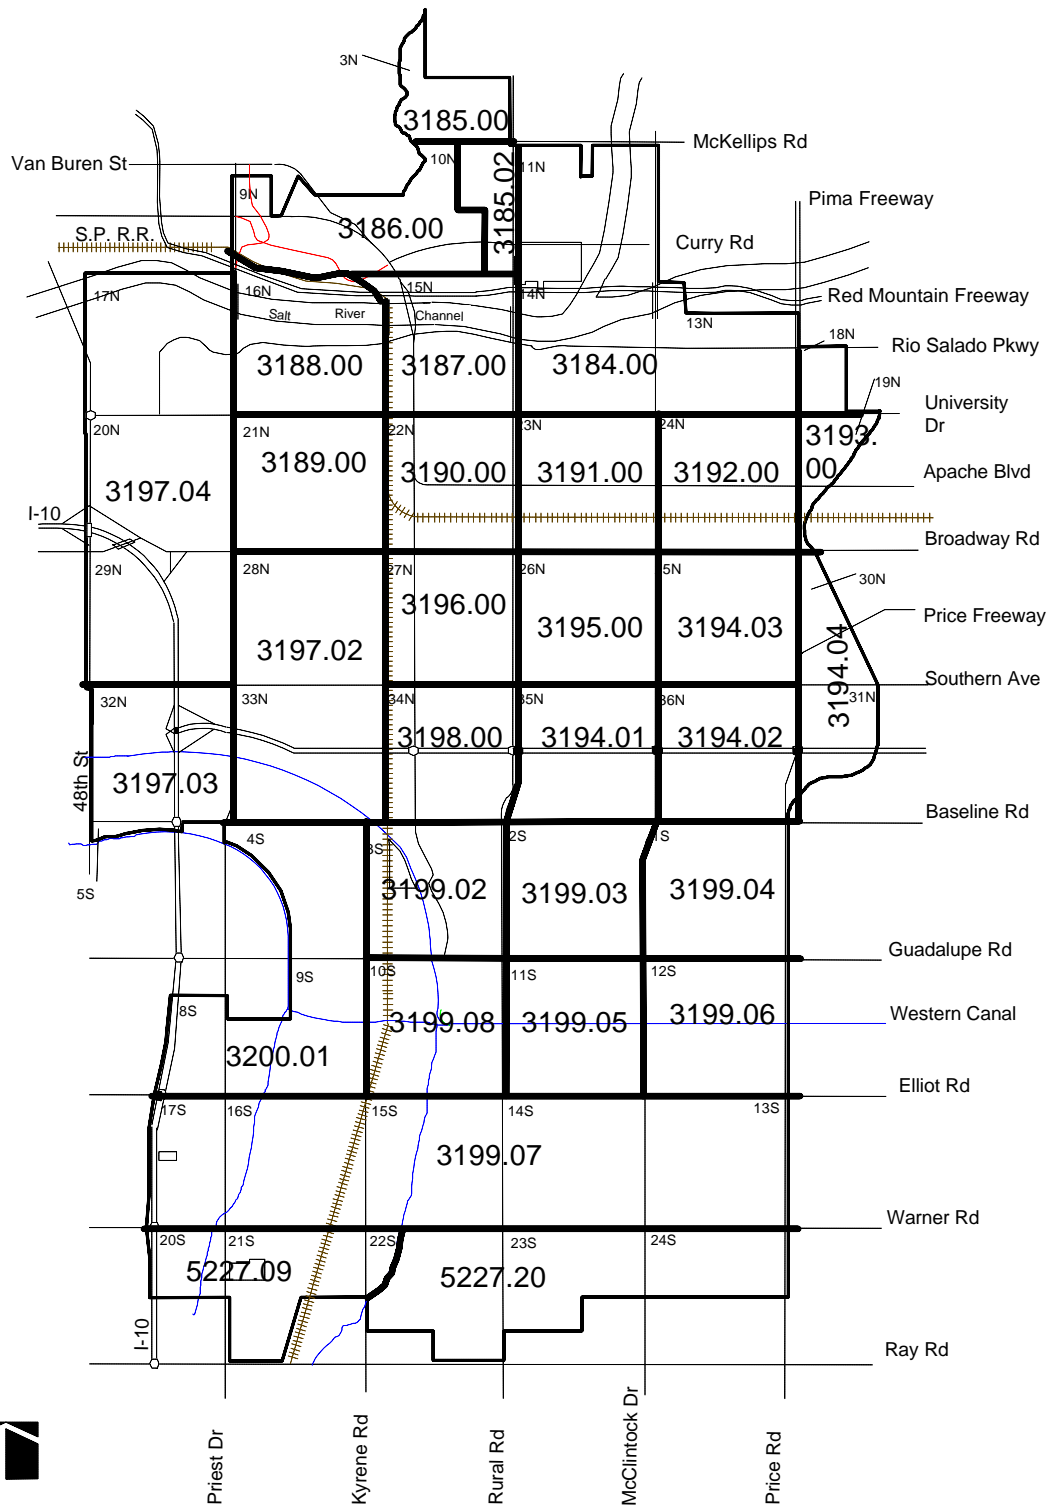 3N
3185.00
McKellips Rd
Van Buren St
10N
3185.02
11N
9N
Pima Freeway
S.P. R.R.
3186.00
Curry Rd
17N
16N
15N
14N
Red Mountain Freeway
Salt
River
Channel
13N
18N
Rio Salado Pkwy
3188.00
3187.00
3184.00
19N
University
Dr
20N
21N
22N
23N
24N
3193.
00
3189.00
3190.00
3191.00
3192.00
Apache Blvd
3197.04
I-10
Broadway Rd
29N
28N
27N
26N
25N
30N
3196.00
Price Freeway
3197.02
3195.00
3194.03
3194.04
Southern Ave
32N
33N
34N
35N
36N
31N
3198.00
3194.01
3194.02
48th St
3197.03
Baseline Rd
4S
3S
2S
1S
5S
3199.02
3199.03
3199.04
Guadalupe Rd
9S
10S
11S
12S
8S
3199.08
3199.05
3199.06
Western Canal
3200.01
Elliot Rd
17S
16S
15S
14S
13S
3199.07
Warner Rd
20S
21S
22S
23S
24S
5227.09
5227.20
I-10
Ray Rd
Priest Dr
Kyrene Rd
Rural Rd
McClintock Dr
Price Rd